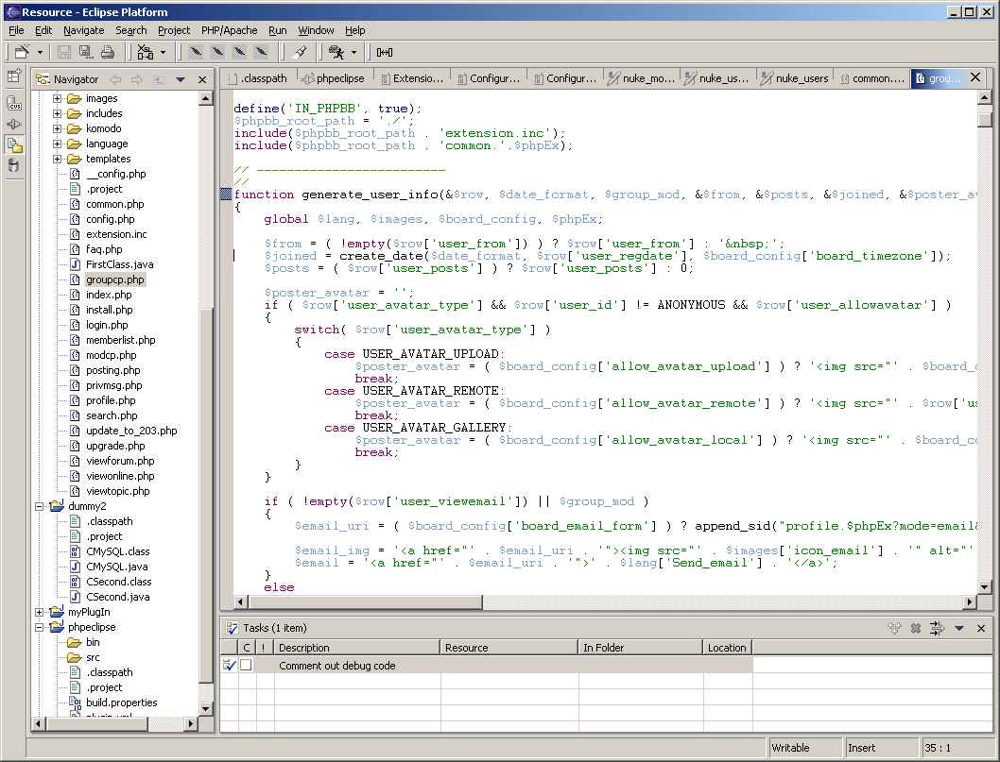 Resource - Eclipse Platform
File Edit Navigate Search Project PHP/Apache Run Window Help
Navigator
images
includes
komodo
language
templates
__config.php
.project
common.php
config.php
extension.inc
faq.php
FirstClass.java
groupcp.php
index.php
install.php
login.php
memberlist.php
modcp.php
posting.php
privmsg.php
profile.php
search.php
update_to_203.php
upgrade.php
viewforum.php
viewonline.php
viewtopic.php
dummy2
.classpath
.project
CMySQL.class
CMySQL.java
CSecond.class
CSecond.java
myPlugIn
phpeclipse
bin
src
.classpath
.project
build.properties
.classpath phpeclipse Extensio... Configur... Configur... nuke_mo... nuke_us... nuke_users common.... grou...
define('IN_PHPBB', true);
$phpbb_root_path = './';
include($phpbb_root_path . 'extension.inc');
include($phpbb_root_path . 'common.'.$phpEx);
// -------------------------
//
function generate_user_info(&$row, $date_format, $group_mod, &$from, &$posts, &$joined, &$poster_av
{
global $lang, $images, $board_config, $phpEx;
$from = ( !empty($row['user_from']) ) ? $row['user_from'] : '&nbsp;';
$joined = create_date($date_format, $row['user_regdate'], $board_config['board_timezone']);
$posts = ( $row['user_posts'] ) ? $row['user_posts'] : 0;
$poster_avatar = '';
if ( $row['user_avatar_type'] && $row['user_id'] != ANONYMOUS && $row['user_allowavatar'] )
{
switch( $row['user_avatar_type'] )
{
case USER_AVATAR_UPLOAD:
$poster_avatar = ( $board_config['allow_avatar_upload'] ) ? '<img src="' . $board_c
break;
case USER_AVATAR_REMOTE:
$poster_avatar = ( $board_config['allow_avatar_remote'] ) ? '<img src="' . $row['us
break;
case USER_AVATAR_GALLERY:
$poster_avatar = ( $board_config['allow_avatar_local'] ) ? '<img src="' . $board_co
break;
}
}
if ( !empty($row['user_viewemail']) || $group_mod )
{
$email_uri = ( $board_config['board_email_form'] ) ? append_sid("profile.$phpEx?mode=email&
$email_img = '<a href="' . $email_uri . '"><img src="' . $images['icon_email'] . '" alt="'
$email = '<a href="' . $email_uri . '">' . $lang['Send_email'] . '</a>';
}
else
Tasks (1 item)
C ! Description Resource In Folder Location
Comment out debug code
Writable Insert 35 : 1